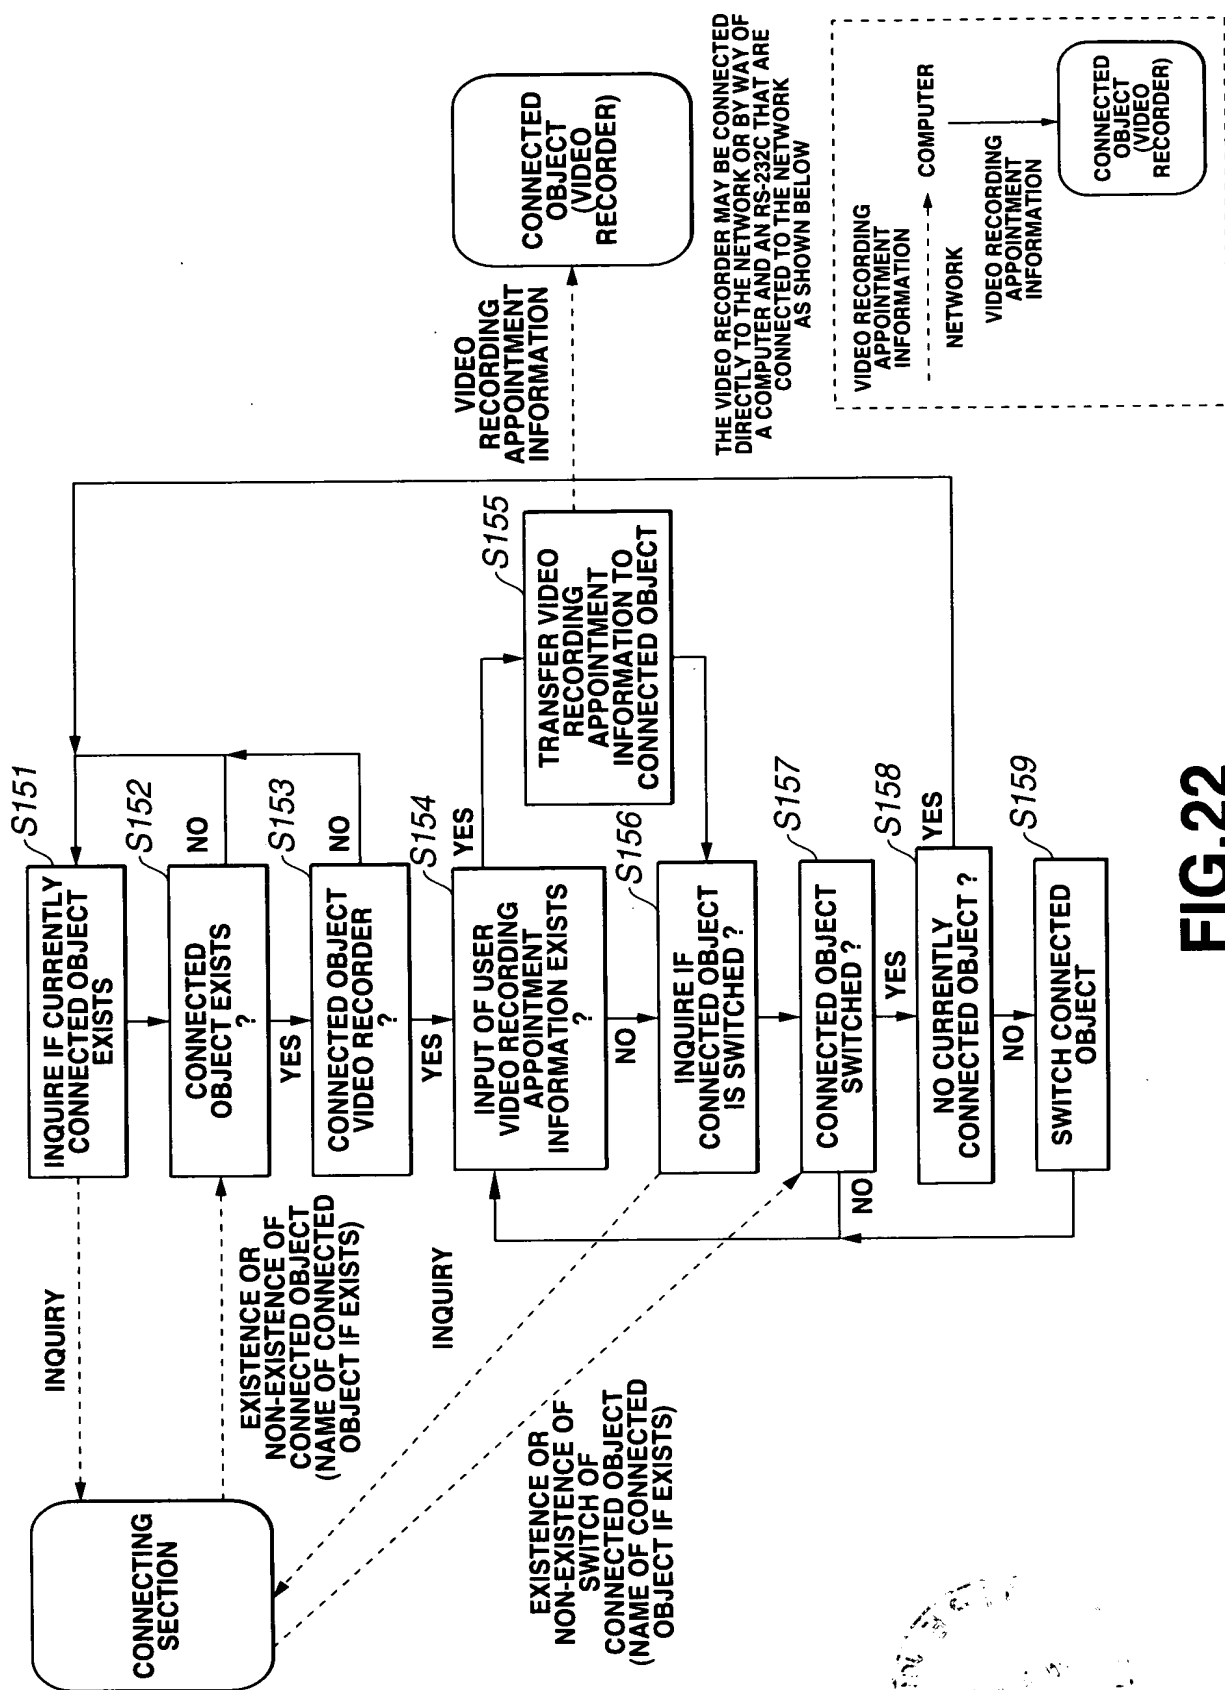 CONNECTING
SECTION
INQUIRY
EXISTENCE OR
NON-EXISTENCE OF
CONNECTED OBJECT
(NAME OF CONNECTED
OBJECT IF EXISTS)
INQUIRY
EXISTENCE OR
NON-EXISTENCE OF
SWITCH OF
CONNECTED OBJECT
(NAME OF CONNECTED
OBJECT IF EXISTS)
S151
INQUIRE IF CURRENTLY
CONNECTED OBJECT
EXISTS
S152
CONNECTED
OBJECT EXISTS
?
NO
YES
S153
CONNECTED OBJECT
VIDEO RECORDER
?
NO
YES
S154
INPUT OF USER
VIDEO RECORDING
APPOINTMENT
INFORMATION EXISTS
?
YES
NO
S155
TRANSFER VIDEO
RECORDING
APPOINTMENT
INFORMATION TO
CONNECTED OBJECT
S156
INQUIRE IF
CONNECTED OBJECT
IS SWITCHED ?
S157
CONNECTED OBJECT
SWITCHED ?
NO
YES
S158
NO CURRENTLY
CONNECTED OBJECT ?
YES
NO
S159
SWITCH CONNECTED
OBJECT
VIDEO
RECORDING
APPOINTMENT
INFORMATION
CONNECTED
OBJECT
(VIDEO
RECORDER)
THE VIDEO RECORDER MAY BE CONNECTED
DIRECTLY TO THE NETWORK OR BY WAY OF
A COMPUTER AND AN RS-232C THAT ARE
CONNECTED TO THE NETWORK
AS SHOWN BELOW
VIDEO RECORDING
APPOINTMENT
INFORMATION
COMPUTER
NETWORK
VIDEO RECORDING
APPOINTMENT
INFORMATION
CONNECTED
OBJECT
(VIDEO
RECORDER)
FIG.22